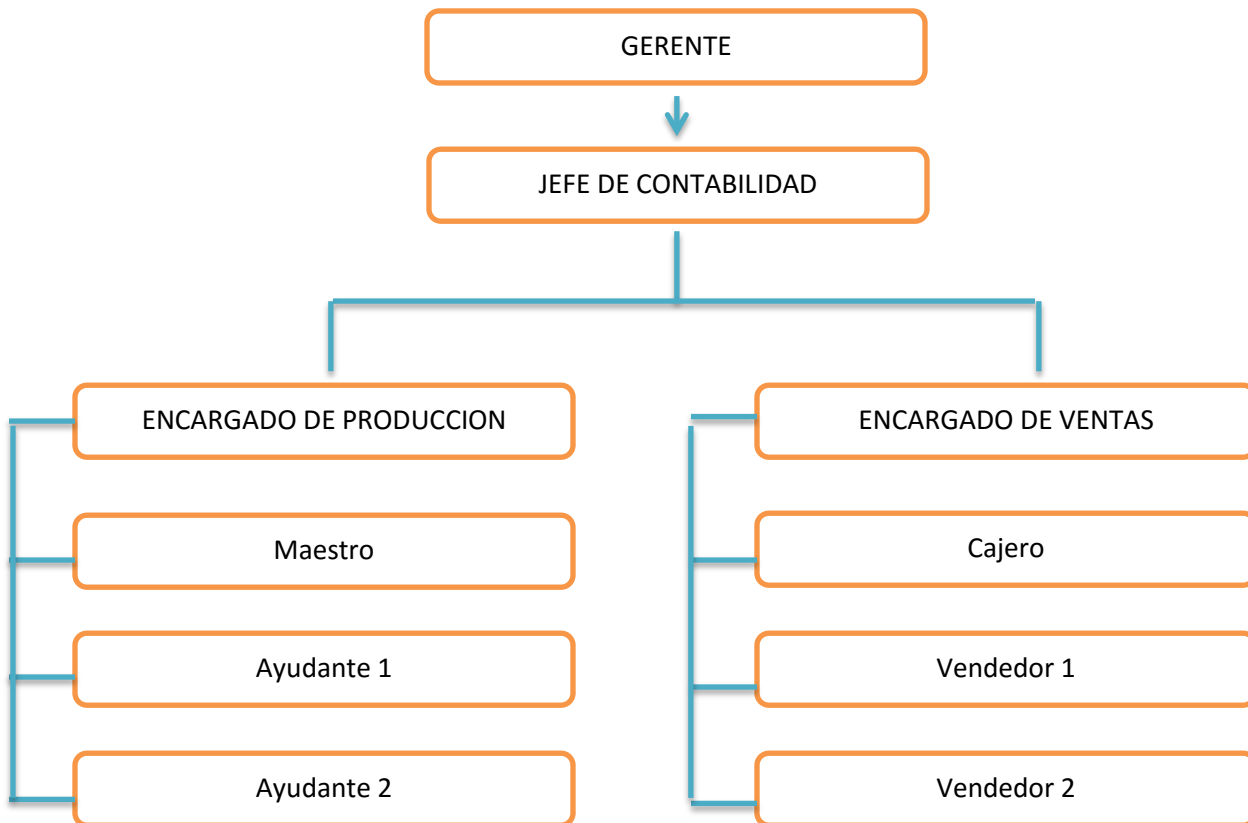 GERENTE
JEFE DE CONTABILIDAD
ENCARGADO DE PRODUCCION
Maestro
Ayudante 1
Ayudante 2
ENCARGADO DE VENTAS
Cajero
Vendedor 1
Vendedor 2